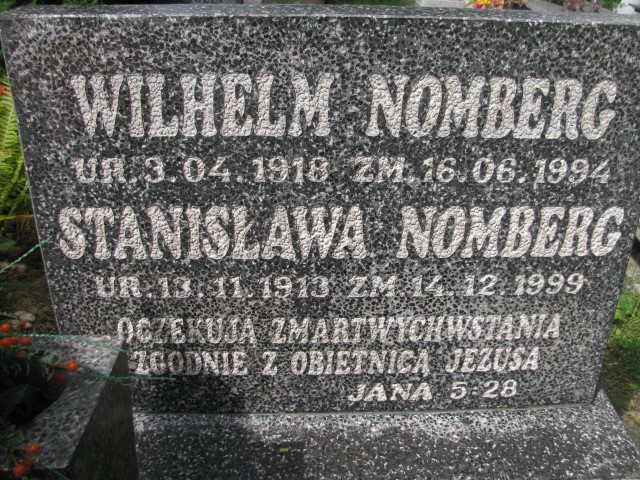 WILHELM NOMBERG
UR.3.04.1918 ZM.16.06.1994
STANISŁAWA NOMBERG
UR.13.11.1913 ZM 14.12.1999
OCZEKUJĄ ZMARTWYCHWSTANIA
ZGODNIE Z OBIETNICĄ JEZUSA
JANA 5:28